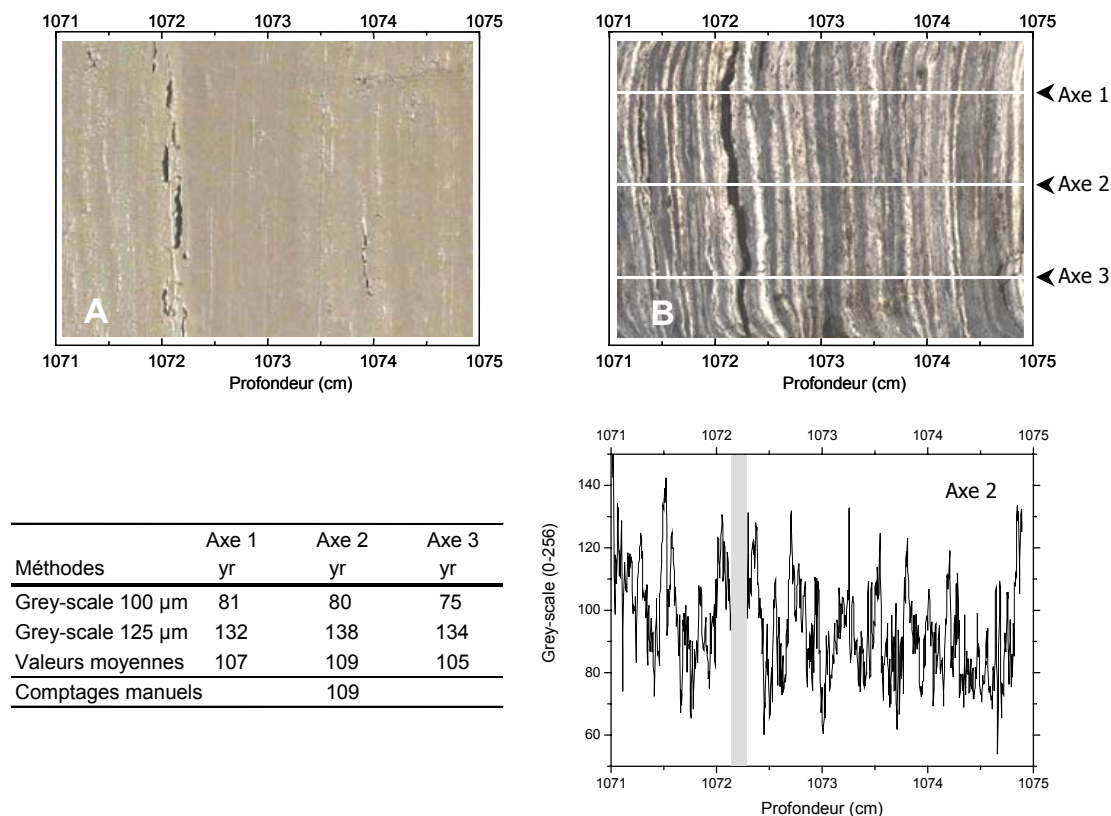 1071 1072 1073 1074 1075
A
1071 1072 1073 1074 1075
Profondeur (cm)
1071 1072 1073 1074 1075
Axe 1
Axe 2
Axe 3
B
1071 1072 1073 1074 1075
Profondeur (cm)
Axe 1 Axe 2 Axe 3
Méthodes yr yr yr
Grey-scale 100 µm 81 80 75
Grey-scale 125 µm 132 138 134
Valeurs moyennes 107 109 105
Comptages manuels 109
1071 1072 1073 1074 1075
Axe 2
140
120
100
80
60
Grey-scale (0-256)
1071 1072 1073 1074 1075
Profondeur (cm)